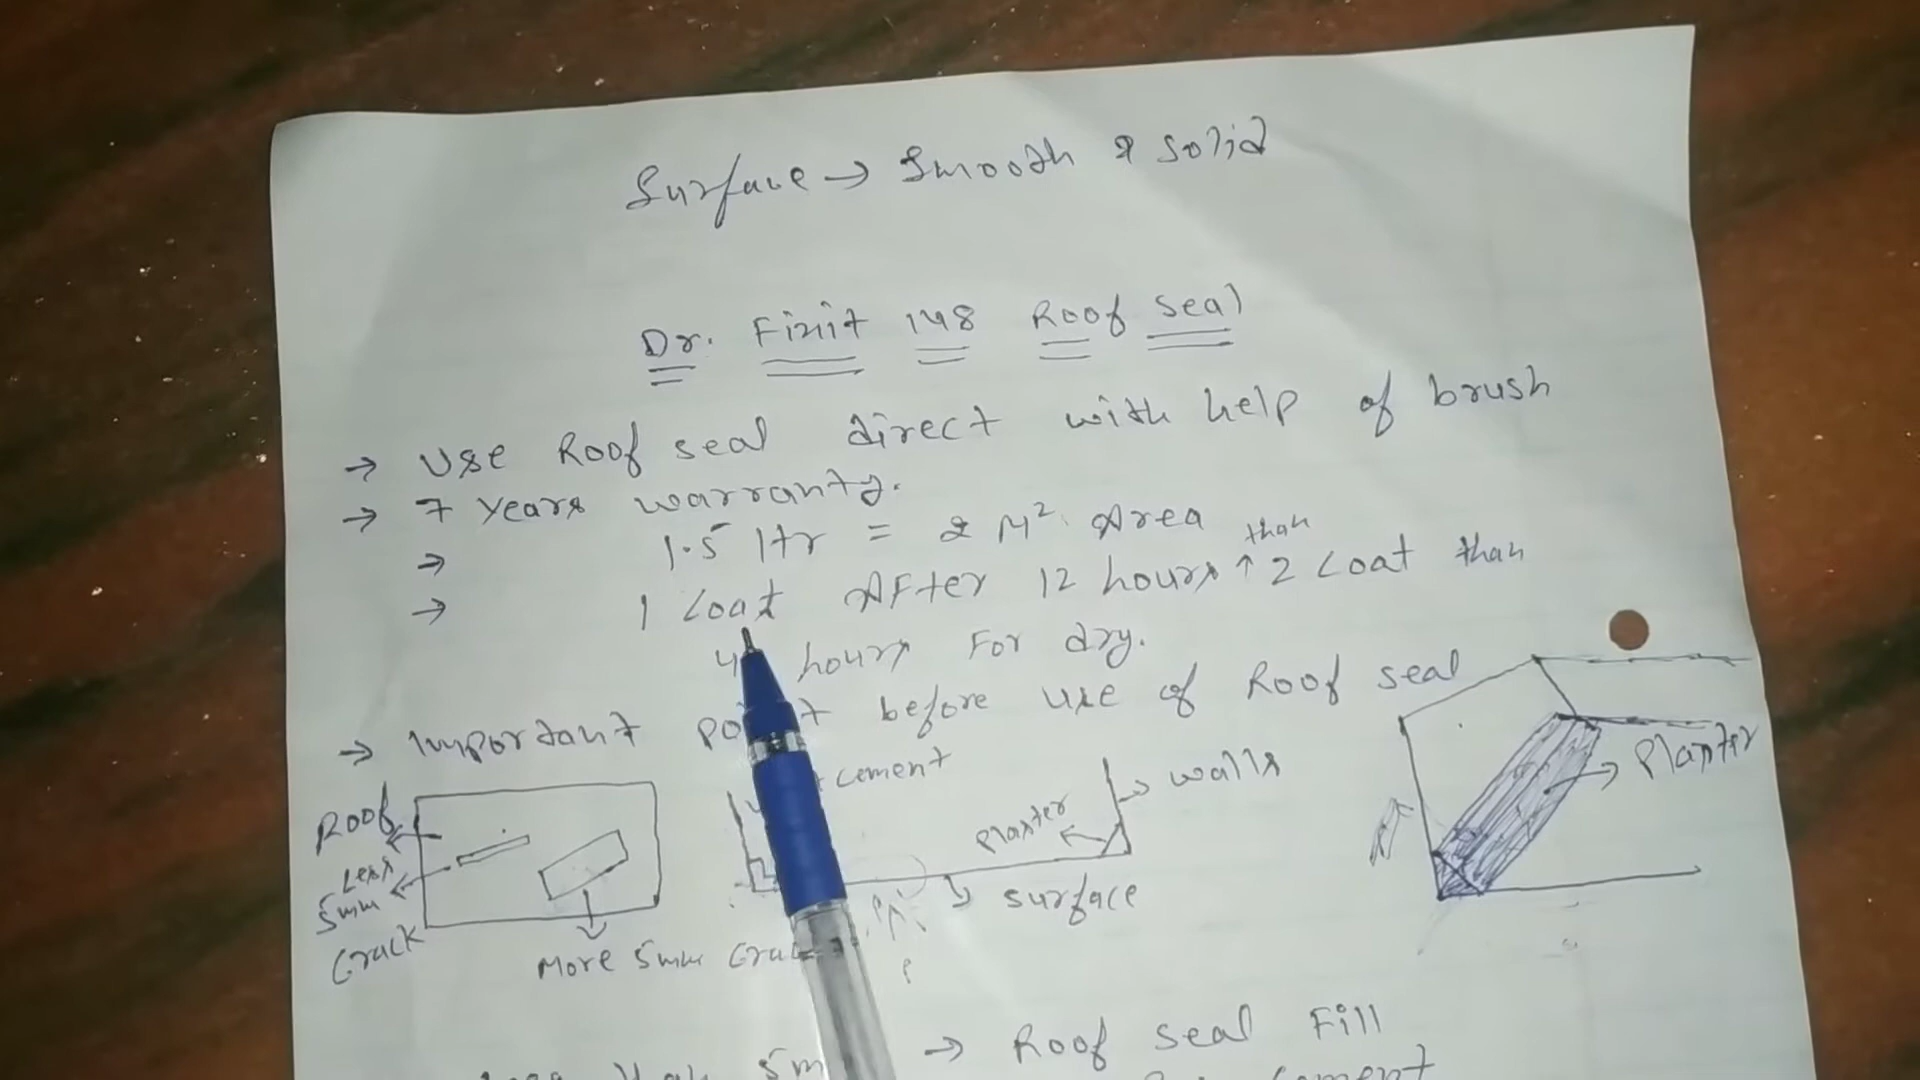 Surface → Smooth & Solid
Dr. Fixit 148 Roof Seal
→ Use Roof seal direct with help of brush
→ 7 Years warranty.
→ 1.5 ltr = 2 M² Area
than
→ 1 Coat After 12 hours ↑ 2 Coat than
hours For dry.
→ Important before use of Roof seal
Roof
Less
5mm
Crack
More 5mm
cement
Plaster
walls
surface
Plaster
→ Roof seal Fill
cement